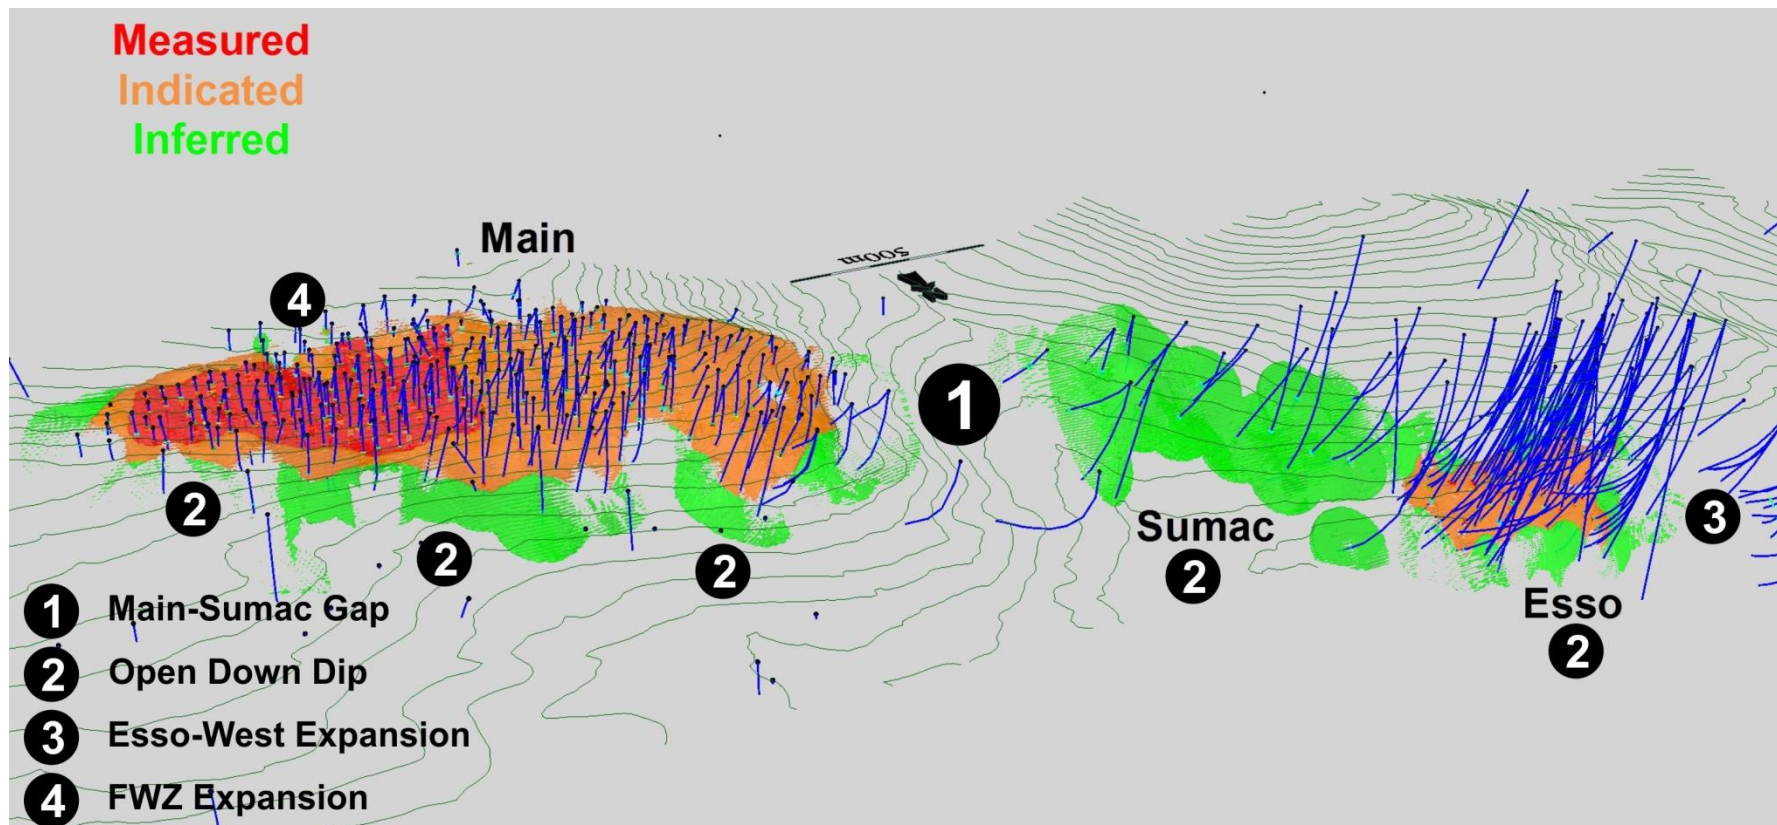 Measured
Indicated
Inferred
Main
4
500m
1
2
2
2
Sumac
2
3
Esso
2
1 Main-Sumac Gap
2 Open Down Dip
3 Esso-West Expansion
4 FWZ Expansion